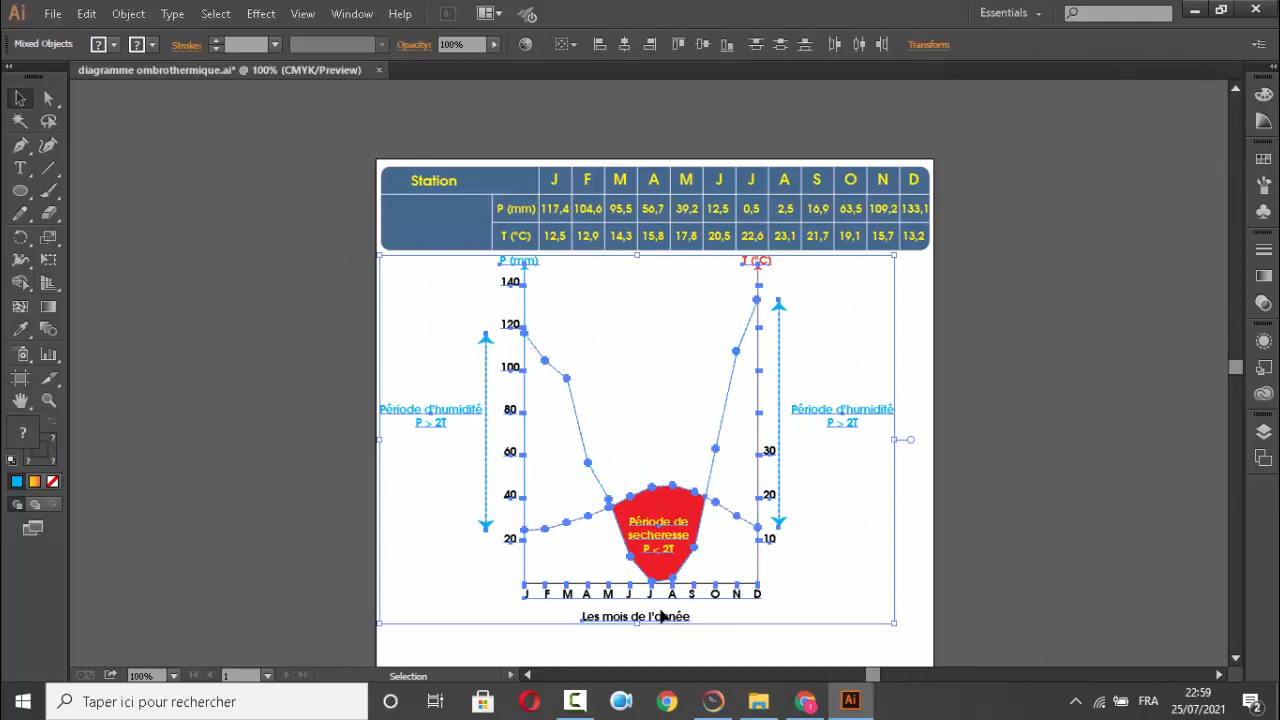 Ai File Edit Object Type Select Effect View Window Help Br Essentials
Mixed Objects ? ? Stroke: Opacity: 100% Transform
diagramme ombrothermique.ai* @ 100% (CMYK/Preview)
Station J F M A M J J A S O N D
P (mm) 117,4 104,6 95,5 56,7 39,2 12,5 0,5 2,5 16,9 63,5 109,2 133,1
T (°C) 12,5 12,9 14,3 15,8 17,8 20,5 22,6 23,1 21,7 19,1 15,7 13,2
P (mm) T (°C)
140
120
100
80
60 30
40 20
20 10
Période d'humidité
P > 2T
Période d'humidité
P > 2T
Période de
secheresse
P < 2T
J F M A M J J A S O N D
Les mois de l'année
?
100% 1 Selection
Taper ici pour rechercher
Ai
FRA
22:59
25/07/2021
2